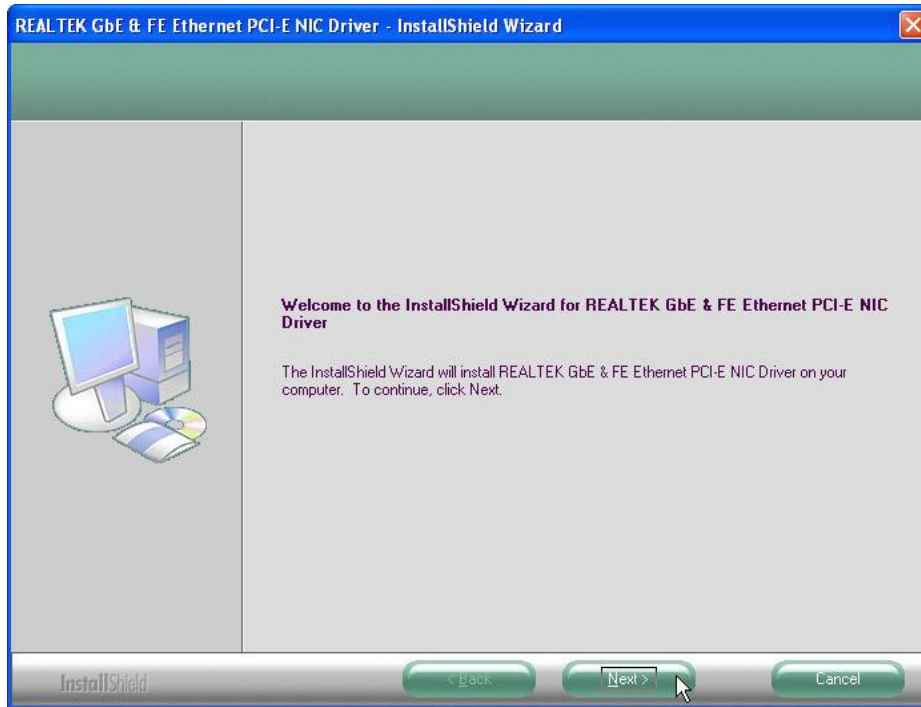 REALTEK GbE & FE Ethernet PCI-E NIC Driver - InstallShield Wizard
Welcome to the InstallShield Wizard for REALTEK GbE & FE Ethernet PCI-E NIC
Driver
The InstallShield Wizard will install REALTEK GbE & FE Ethernet PCI-E NIC Driver on your
computer. To continue, click Next.
InstallShield
< Back
Next >
Cancel